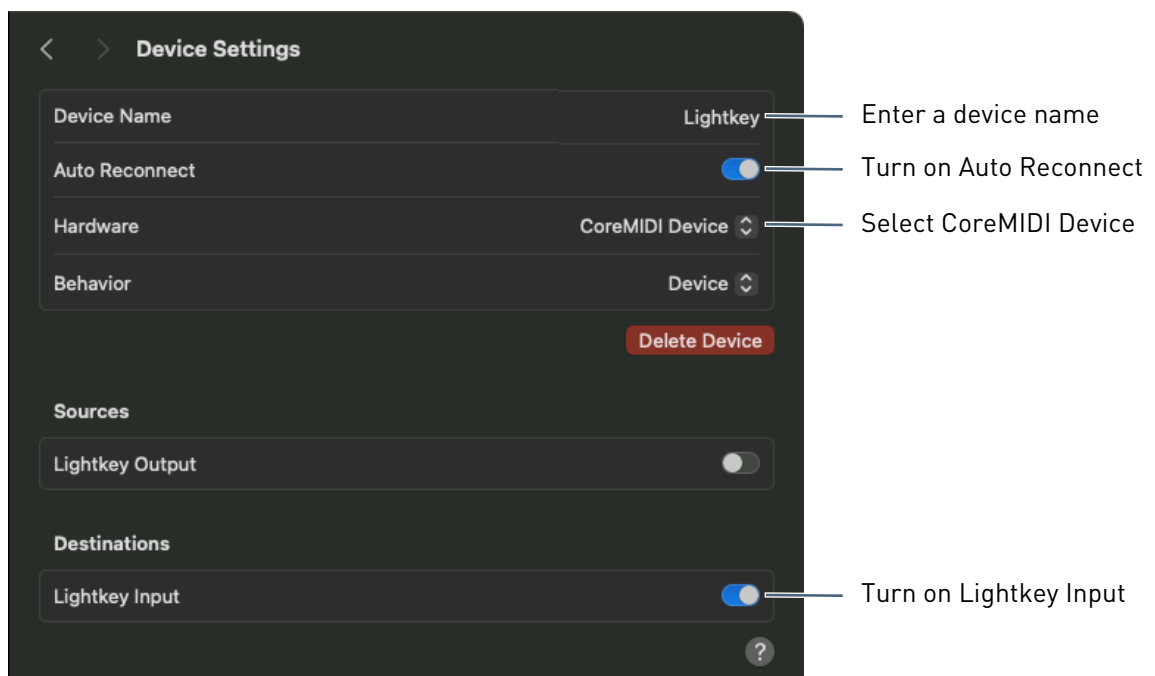 Device Settings
Device Name Lightkey Enter a device name
Auto Reconnect Turn on Auto Reconnect
Hardware CoreMIDI Device Select CoreMIDI Device
Behavior Device
Delete Device
Sources
Lightkey Output
Destinations
Lightkey Input Turn on Lightkey Input
?